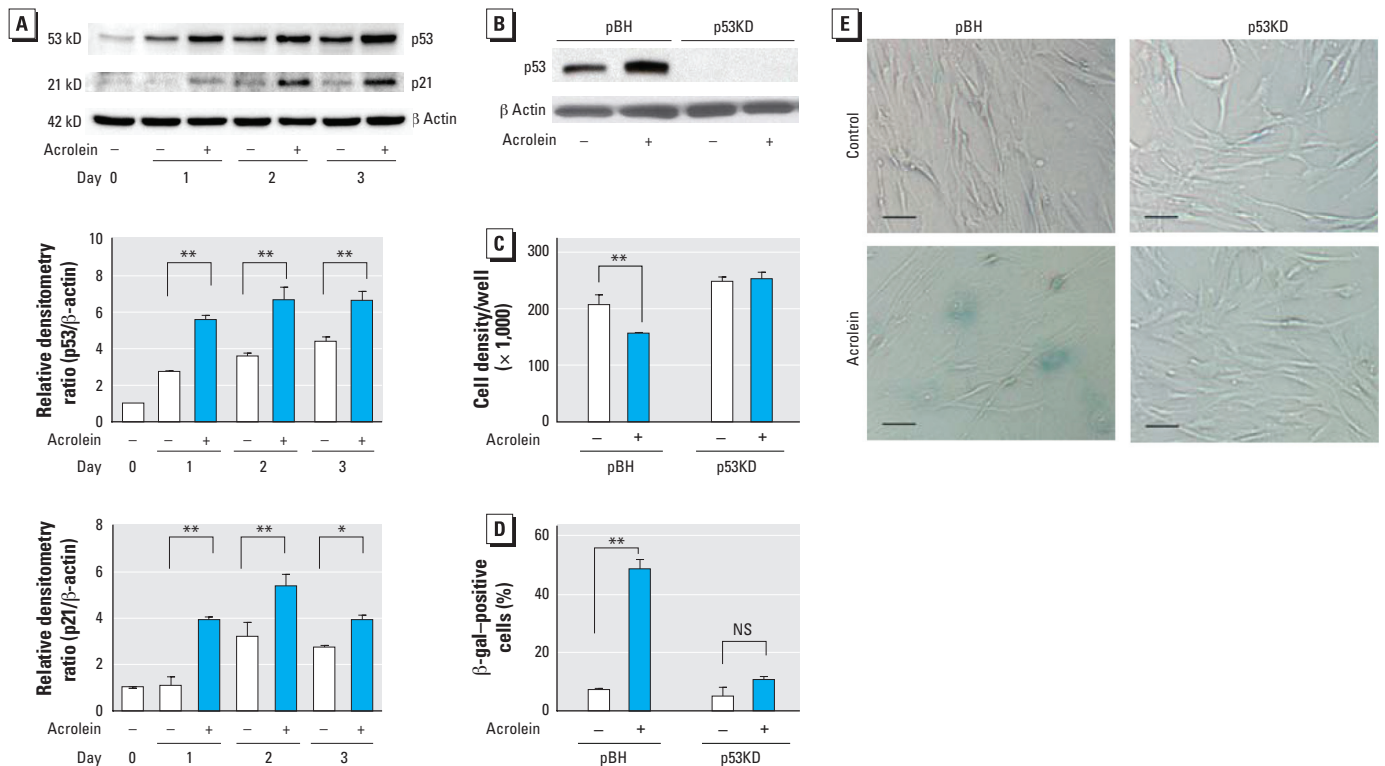 A
53 kD p53
21 kD p21
42 kD β Actin
Acrolein – – + – + – +
Day 0 1 2 3
Relative densitometry
ratio (p53/β-actin)
10
8
6
4
2
0
** ** **
Acrolein – – + – + – +
Day 0 1 2 3
Relative densitometry
ratio (p21/β-actin)
8
6
4
2
0
** ** *
Acrolein – – + – + – +
Day 0 1 2 3
B
pBH p53KD
p53
β Actin
Acrolein – + – +
C
Cell density/well
(× 1,000)
300
200
100
0
**
– + – +
pBH p53KD
D
β-gal–positive
cells (%)
60
40
20
0
** NS
Acrolein – + – +
pBH p53KD
E
pBH p53KD
Control
Acrolein